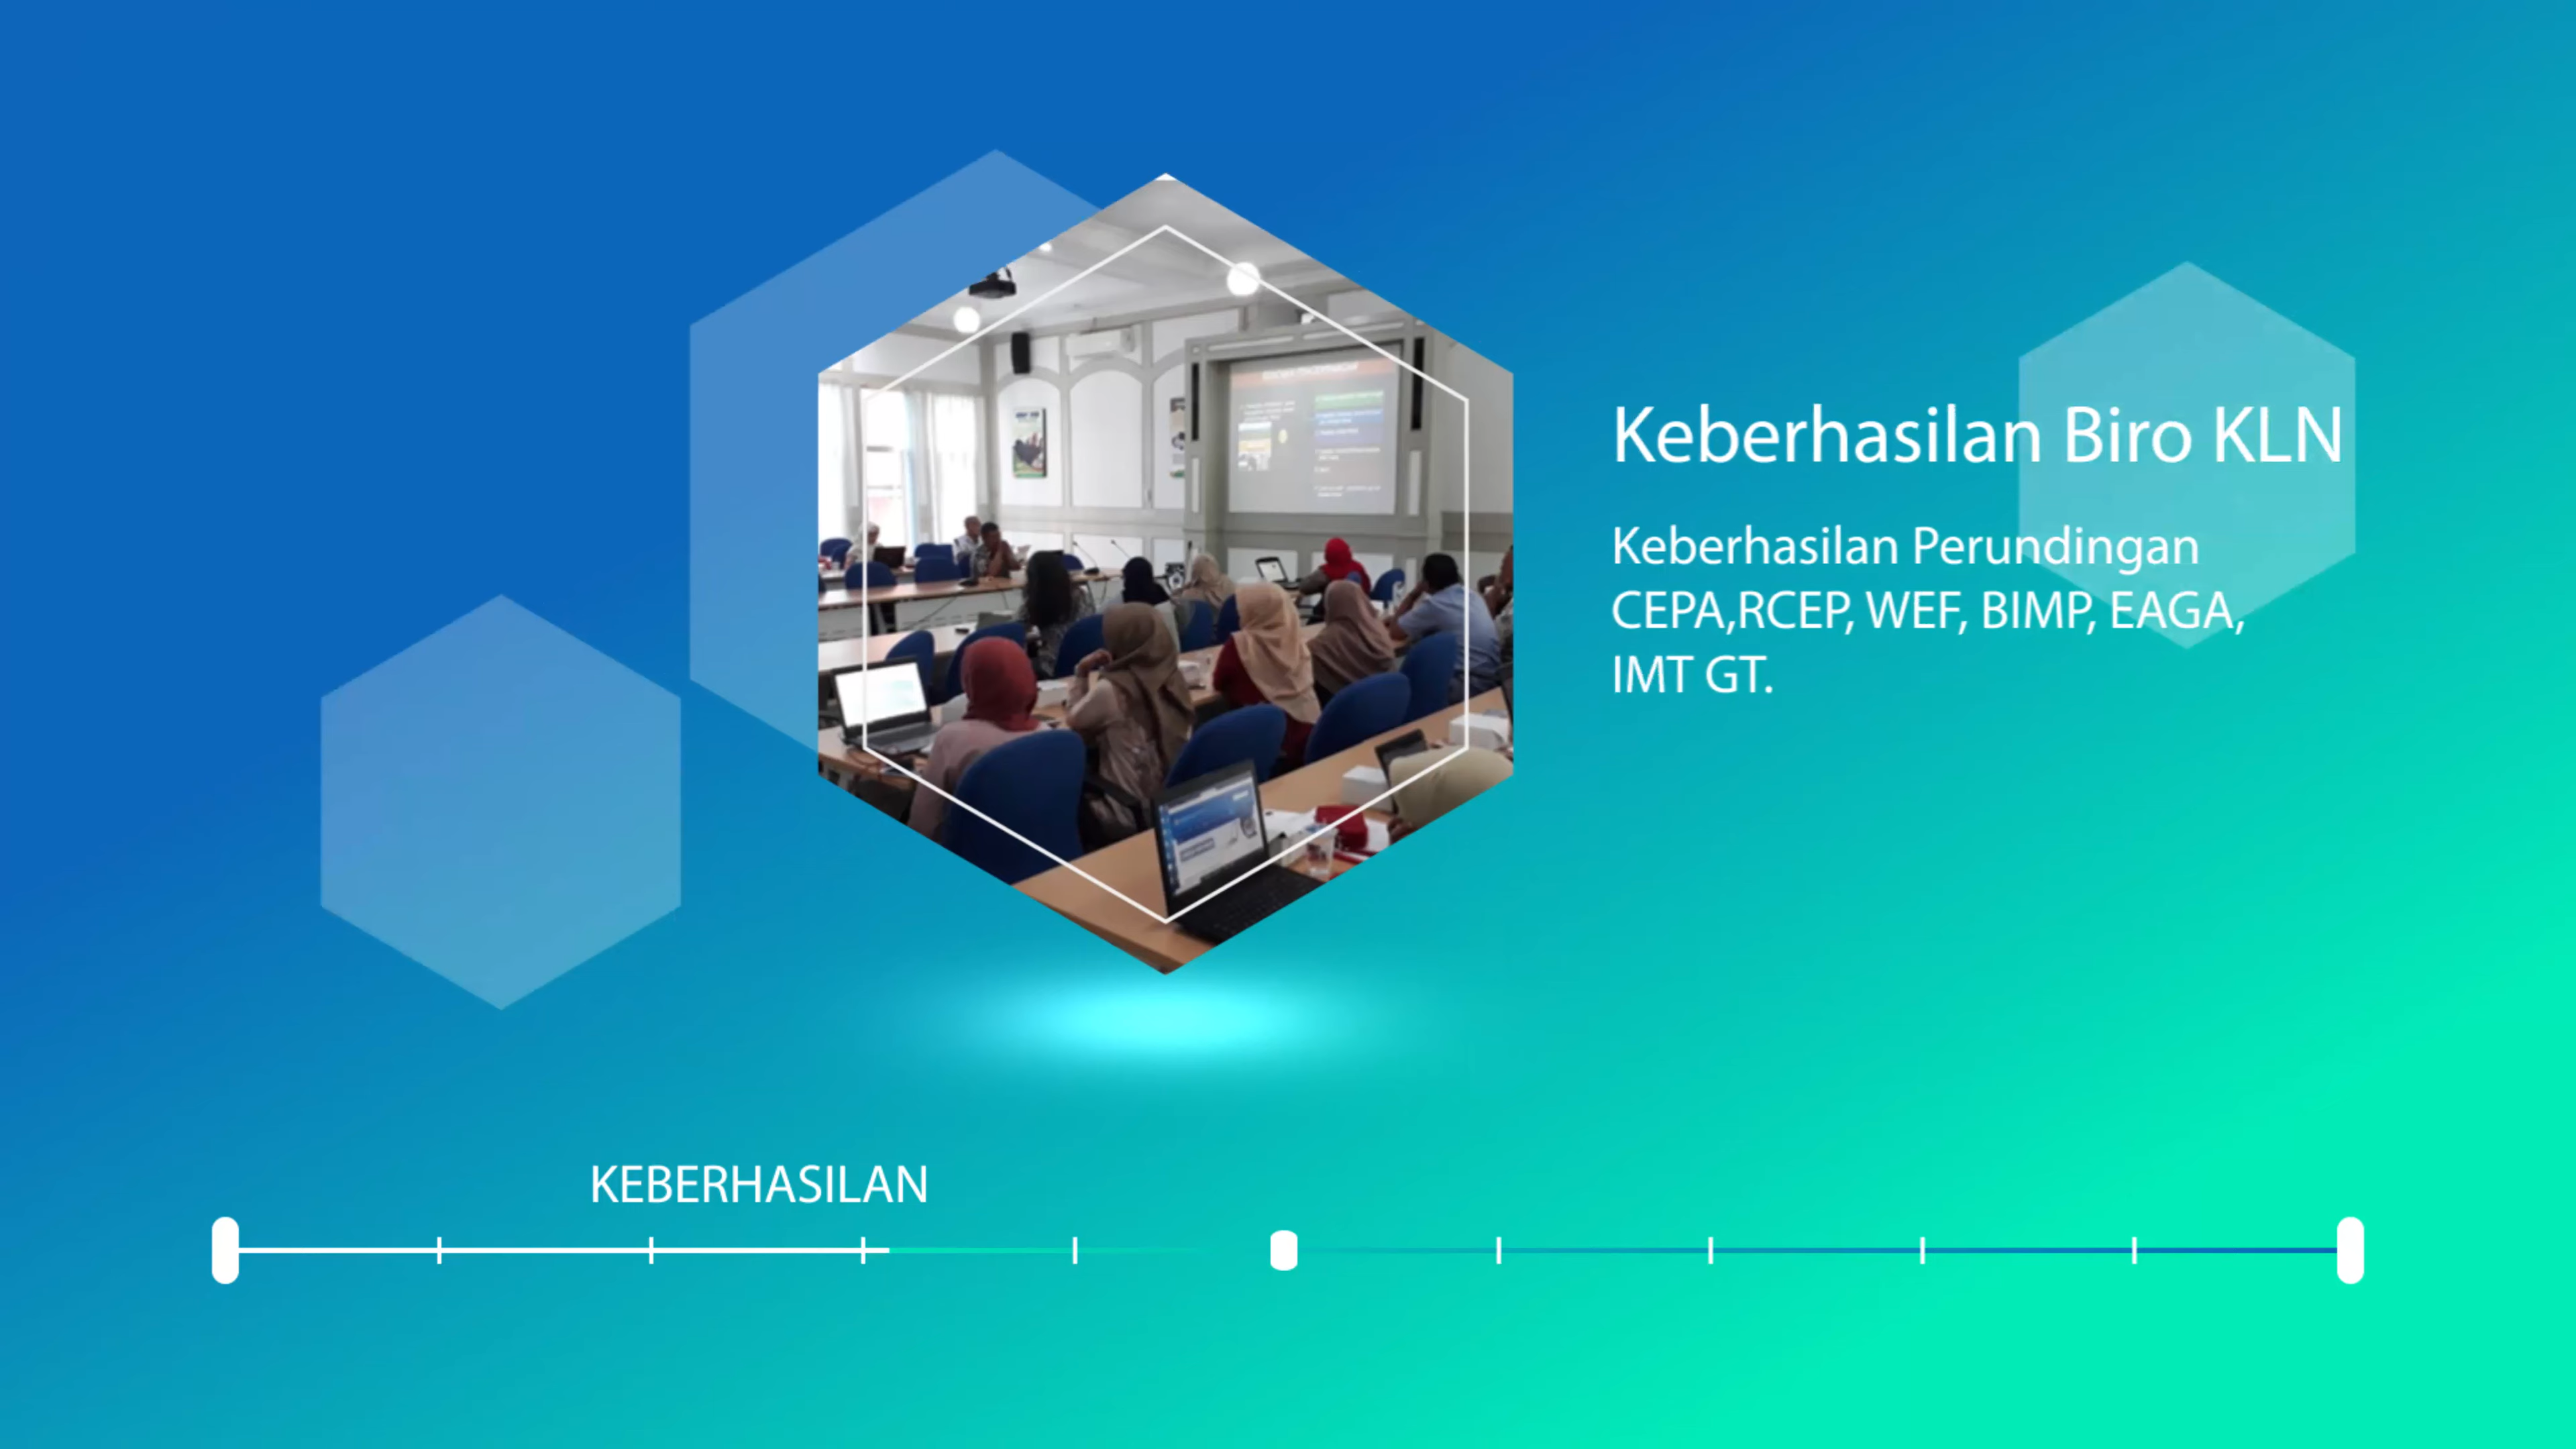 Keberhasilan Biro KLN
Keberhasilan Perundingan
CEPA,RCEP, WEF, BIMP, EAGA,
IMT GT.
KEBERHASILAN